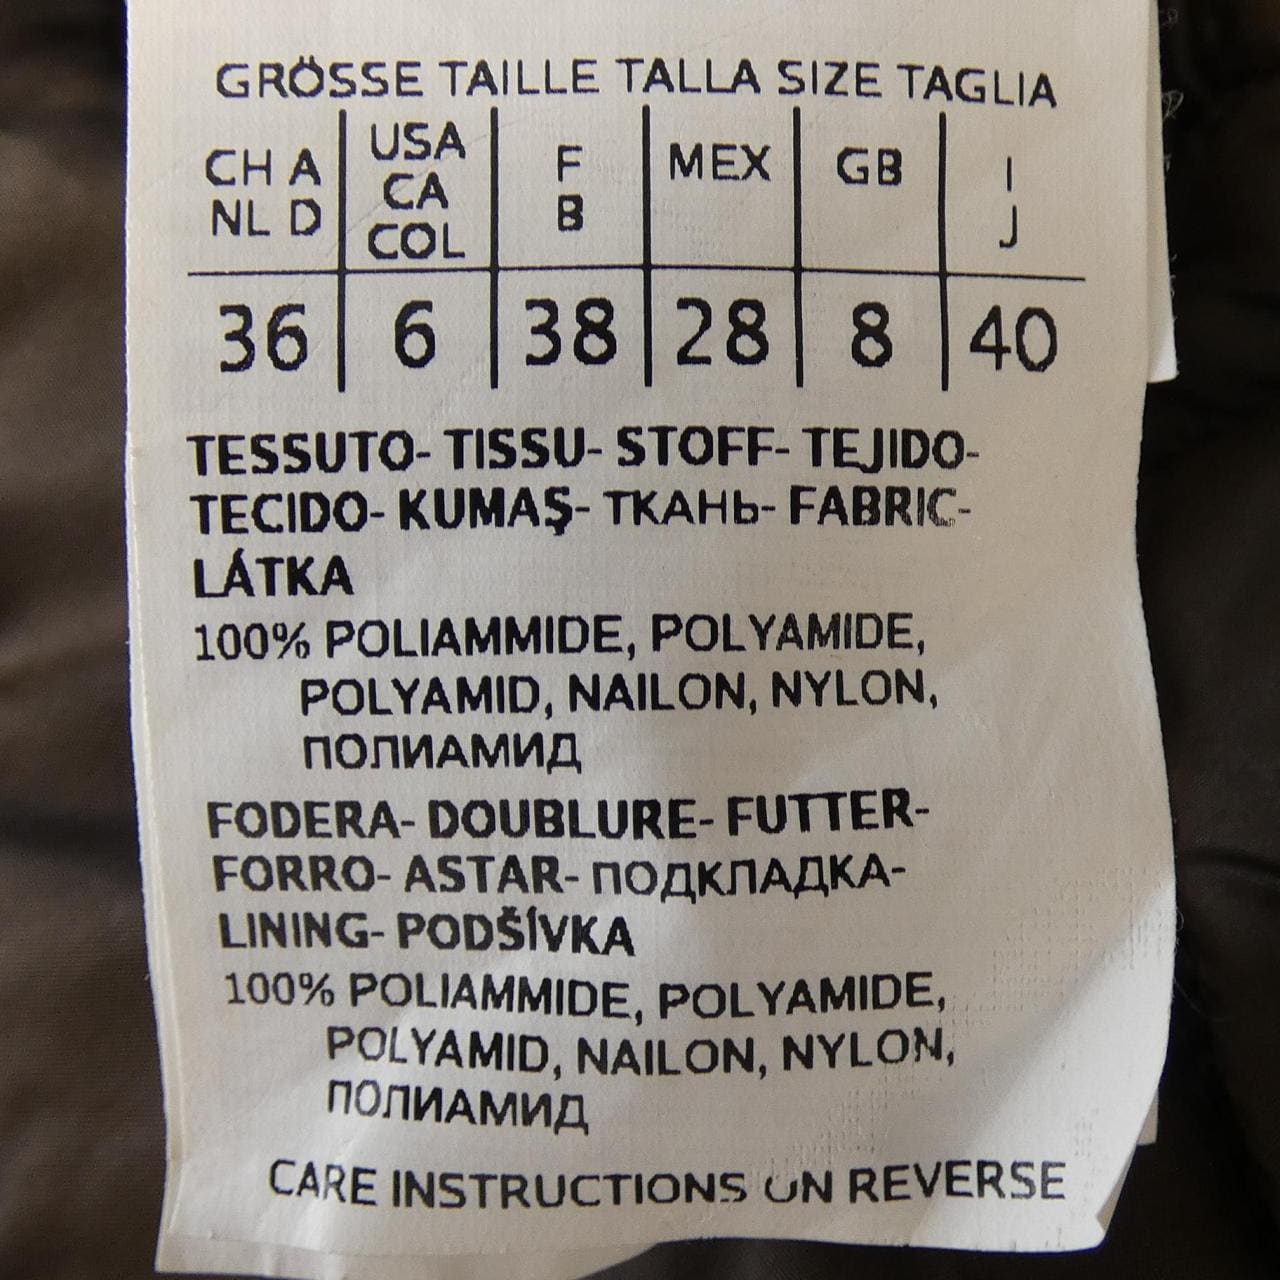 GRÖSSE TAILLE TALLA SIZE TAGLIA
CH A NL D | USA CA COL | F B | MEX | GB | I J
36 | 6 | 38 | 28 | 8 | 40
TESSUTO- TISSU- STOFF- TEJIDO-
TECIDO- KUMAŞ- ТКАНЬ- FABRIC-
LÁTKA
100% POLIAMMIDE, POLYAMIDE,
POLYAMID, NAILON, NYLON,
ПОЛИАМИД
FODERA- DOUBLURE- FUTTER-
FORRO- ASTAR- ПОДКЛАДКА-
LINING- PODŠÍVKA
100% POLIAMMIDE, POLYAMIDE,
POLYAMID, NAILON, NYLON,
ПОЛИАМИД
CARE INSTRUCTIONS ON REVERSE